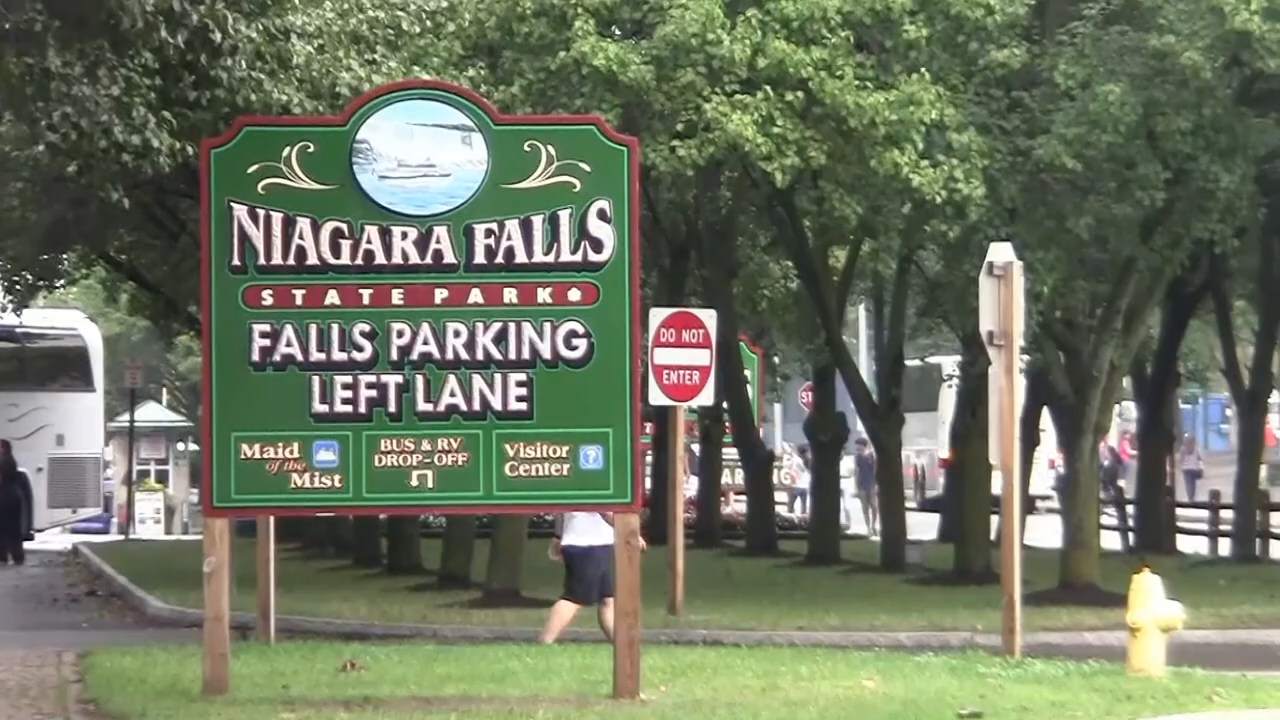 NIAGARA FALLS
STATE PARK
FALLS PARKING
LEFT LANE
Maid
of the
Mist
BUS & RV
DROP-OFF
Visitor
Center
?
DO NOT
ENTER
ST